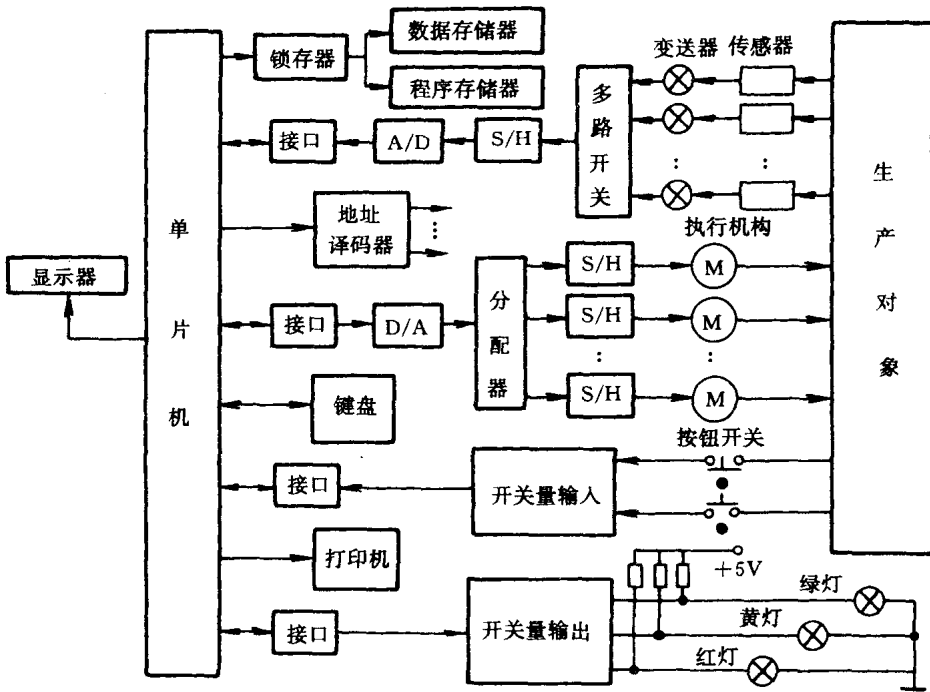 数据存储器
锁存器
程序存储器
变送器 传感器
多路开关
接口
A/D
S/H
:
:
地址
译码器
⋮
执行机构
单片机
生产对象
显示器
接口
D/A
分配器
S/H
M
S/H
M
:
:
S/H
M
键盘
按钮开关
接口
开关量输入
打印机
+5V
接口
开关量输出
绿灯
黄灯
红灯